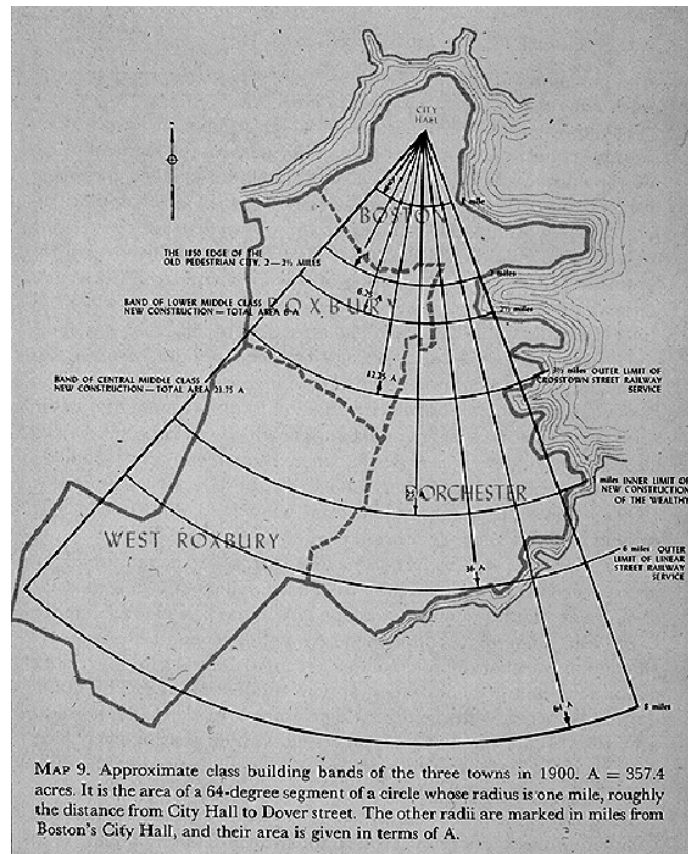 CITY
HALL
1 mile
BOSTON
THE 1850 EDGE OF THE
OLD PEDESTRIAN CITY, 2—2½ MILES
2 miles
6.25 A
BAND OF LOWER MIDDLE CLASS
NEW CONSTRUCTION — TOTAL AREA 6 A
ROXBURY
2½ miles
12.25 A
3½ miles OUTER LIMIT OF
CROSSTOWN STREET RAILWAY
SERVICE
BAND OF CENTRAL MIDDLE CLASS
NEW CONSTRUCTION — TOTAL AREA 23.75 A
DORCHESTER
miles INNER LIMIT OF
NEW CONSTRUCTION
OF THE WEALTHY
WEST ROXBURY
6 miles OUTER
LIMIT OF LINEAR
STREET RAILWAY
SERVICE
36 A
64 A
8 miles
MAP 9. Approximate class building bands of the three towns in 1900. A = 357.4
acres. It is the area of a 64-degree segment of a circle whose radius is one mile, roughly
the distance from City Hall to Dover street. The other radii are marked in miles from
Boston's City Hall, and their area is given in terms of A.